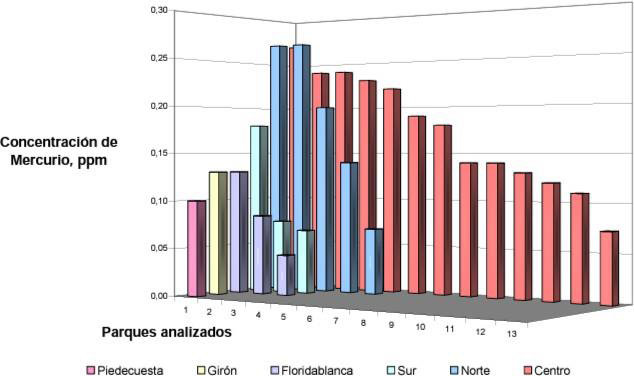 0,30
0,25
0,20
0,15
0,10
0,05
0,00
Concentración de
Mercurio, ppm
1 2 3 4 5 6 7 8 9 10 11 12 13
Parques analizados
Piedecuesta Girón Floridablanca Sur Norte Centro